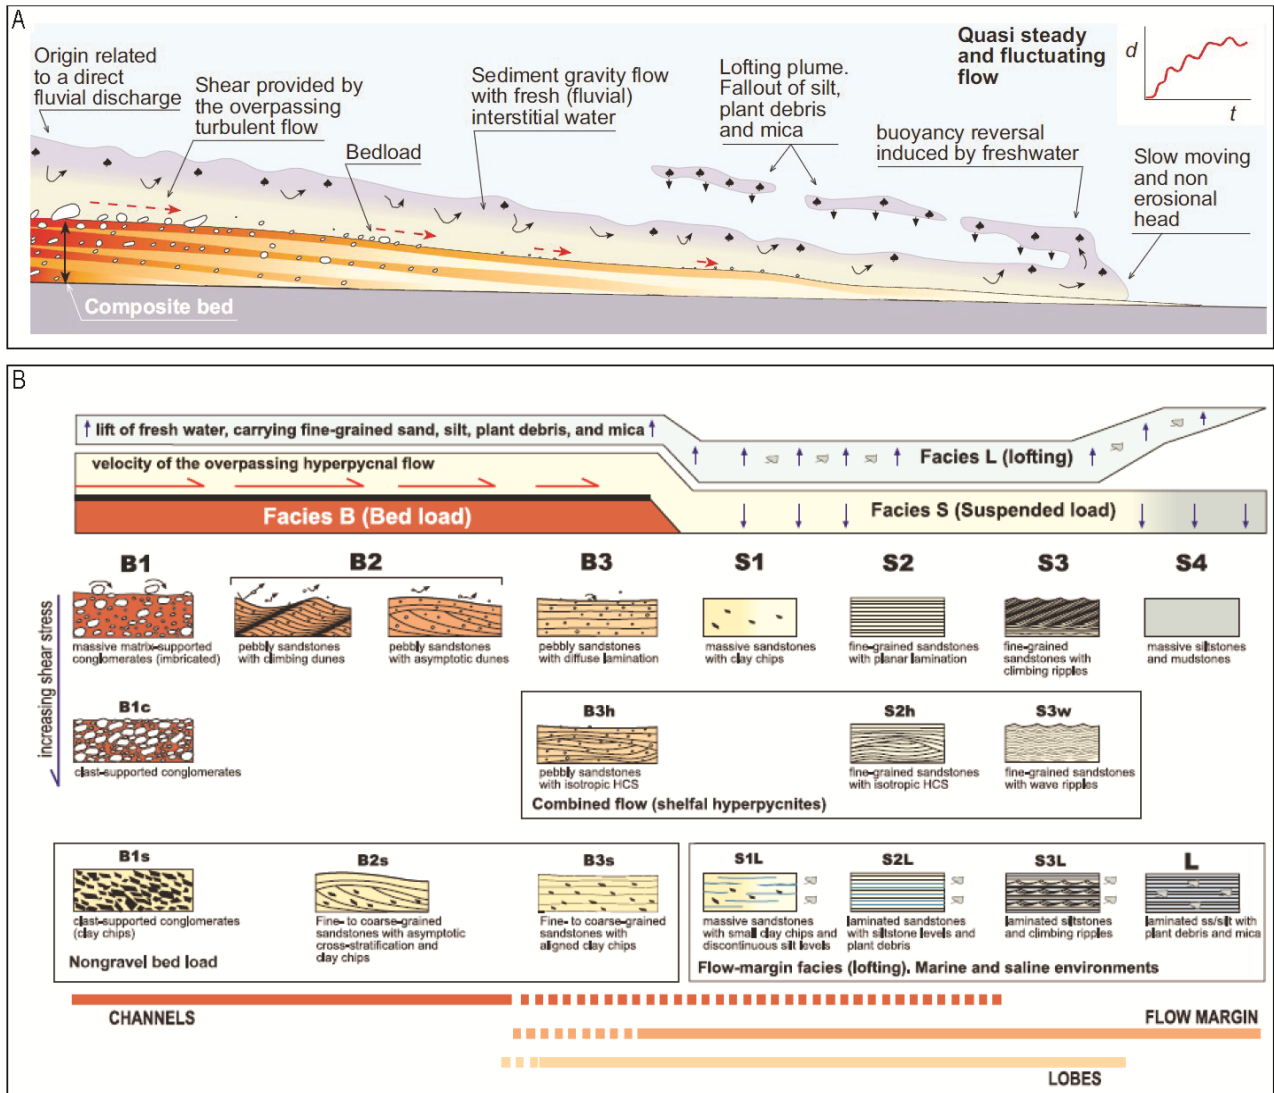 A
Origin related
to a direct
fluvial discharge
Shear provided by
the overpassing
turbulent flow
Bedload
Sediment gravity flow
with fresh (fluvial)
interstitial water
Lofting plume.
Fallout of silt,
plant debris
and mica
Quasi steady
and fluctuating
flow
d
t
buoyancy reversal
induced by freshwater
Slow moving
and non
erosional
head
Composite bed
B
lift of fresh water, carrying fine-grained sand, silt, plant debris, and mica
velocity of the overpassing hyperpycnal flow
Facies L (lofting)
Facies B (Bed load)
Facies S (Suspended load)
B1
B2
B3
S1
S2
S3
S4
increasing shear stress
massive matrix-supported
conglomerates (imbricated)
pebbly sandstones
with climbing dunes
pebbly sandstones
with asymptotic dunes
pebbly sandstones
with diffuse lamination
massive sandstones
with clay chips
fine-grained sandstones
with planar lamination
fine-grained
sandstones with
climbing ripples
massive siltstones
and mudstones
B1c
clast-supported conglomerates
B3h
pebbly sandstones
with isotropic HCS
S2h
fine-grained sandstones
with isotropic HCS
S3w
fine-grained sandstones
with wave ripples
Combined flow (shelfal hyperpycnites)
B1s
clast-supported conglomerates
(clay chips)
B2s
Fine- to coarse-grained
sandstones with asymptotic
cross-stratification and
clay chips
B3s
Fine- to coarse-grained
sandstones with
aligned clay chips
Nongravel bed load
S1L
massive sandstones
with small clay chips and
discontinuous silt levels
S2L
laminated sandstones
with siltstone levels and
plant debris
S3L
laminated siltstones
and climbing ripples
L
laminated ss/silt with
plant debris and mica
Flow-margin facies (lofting). Marine and saline environments
CHANNELS
FLOW MARGIN
LOBES